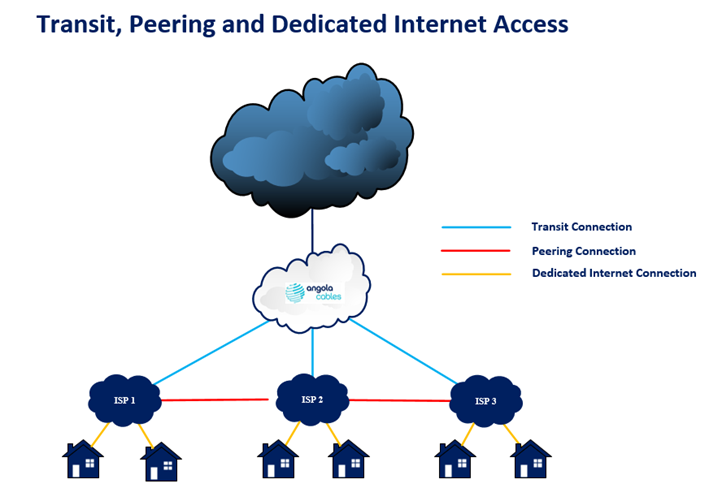 Transit, Peering and Dedicated Internet Access
angola
cables
Transit Connection
Peering Connection
Dedicated Internet Connection
ISP 1
ISP 2
ISP 3